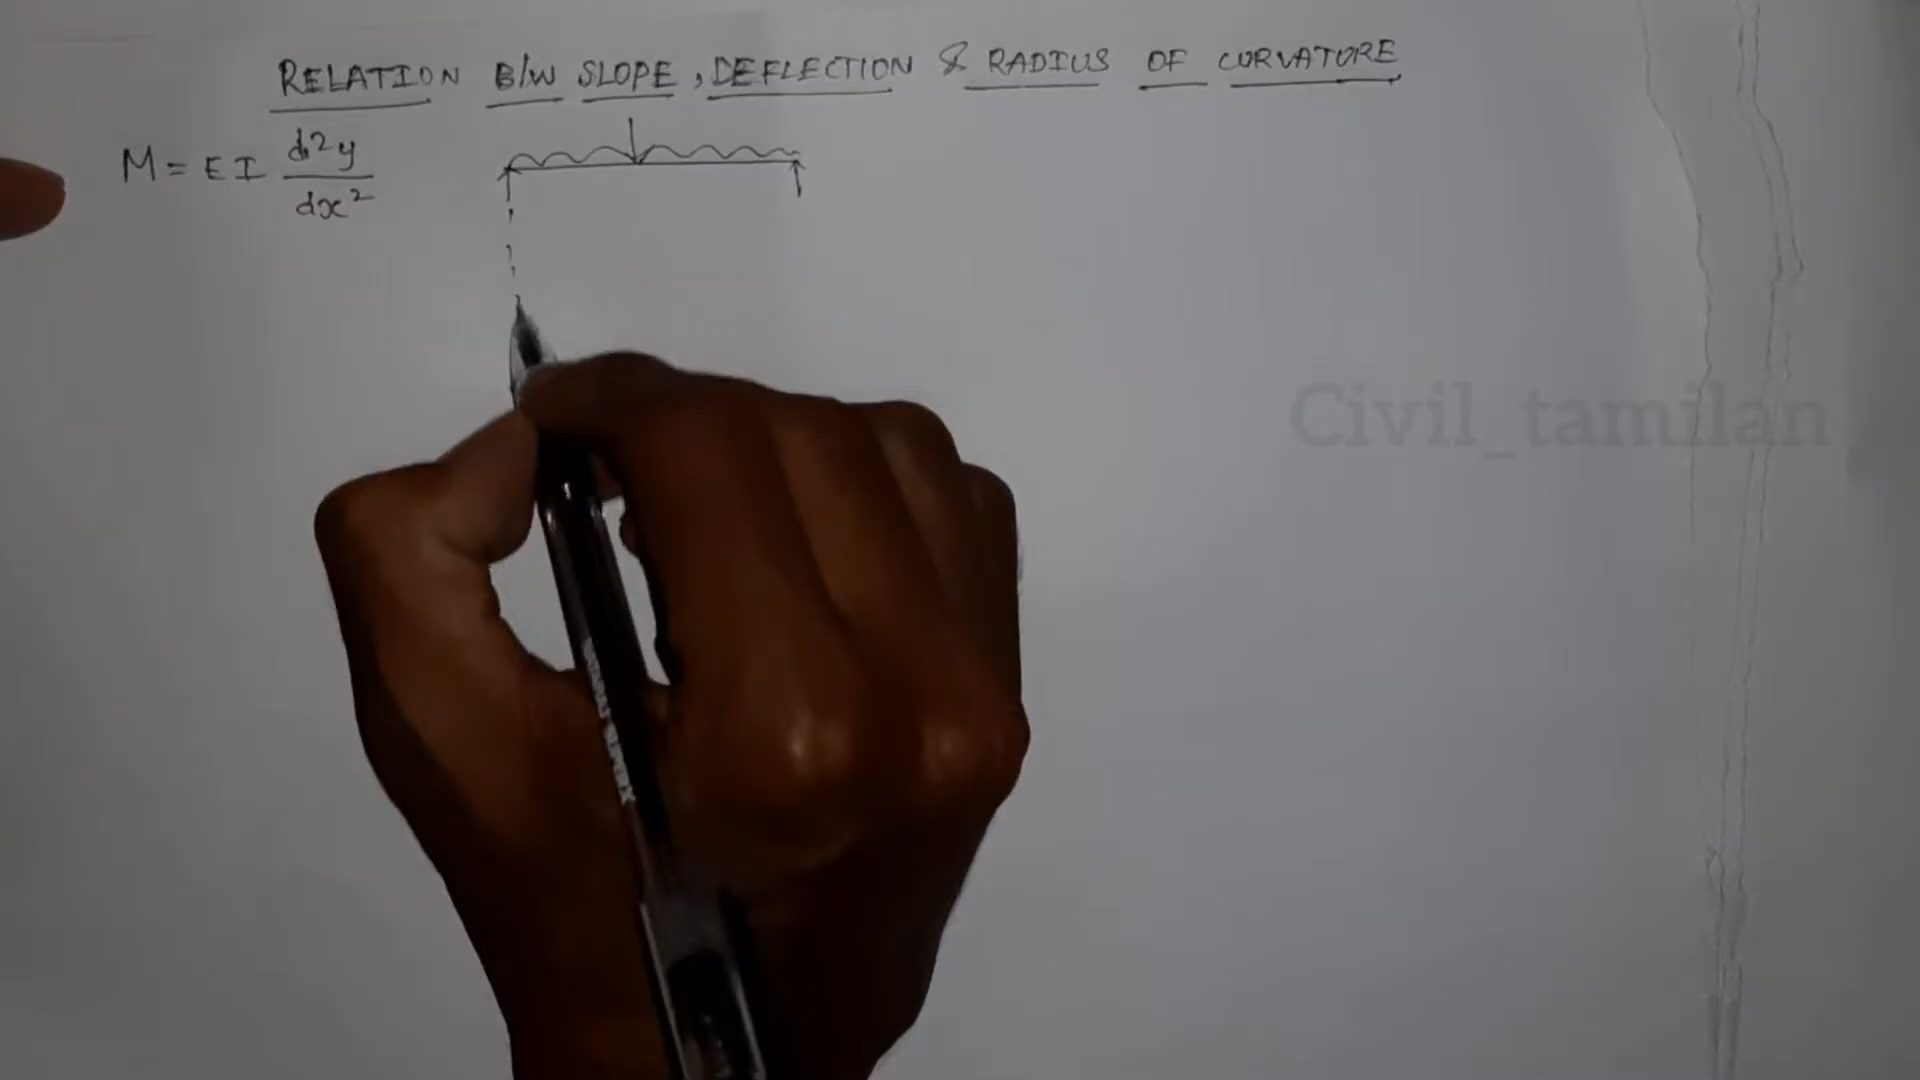 RELATION B/W SLOPE, DEFLECTION & RADIUS OF CURVATURE
M = EI d²y/dx²
Civil_tamilan